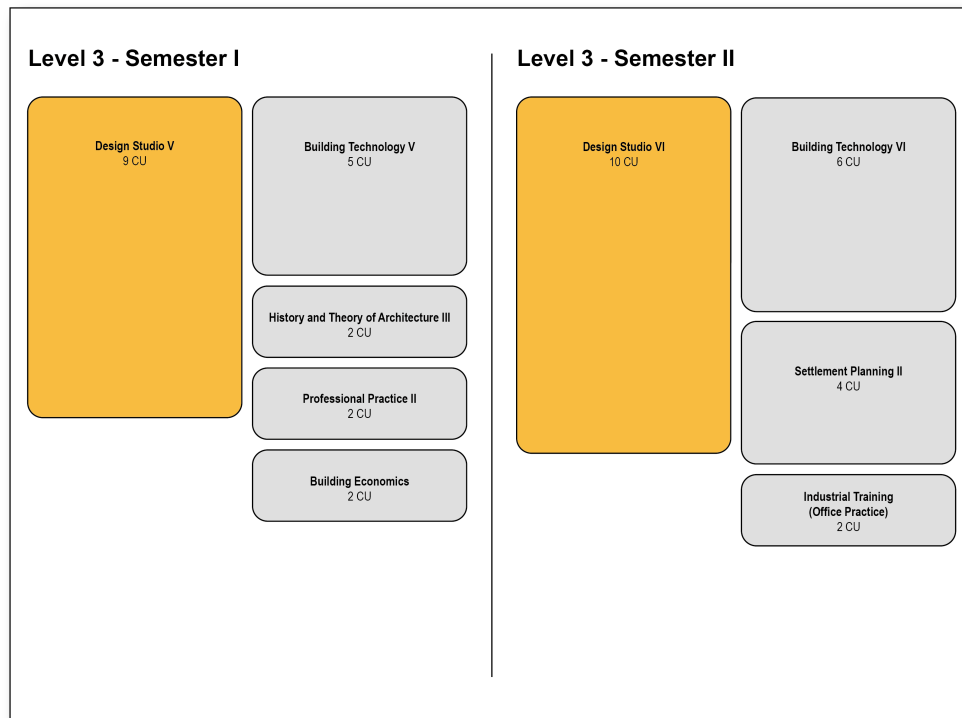 Level 3 - Semester I
Design Studio V
9 CU
Building Technology V
5 CU
History and Theory of Architecture III
2 CU
Professional Practice II
2 CU
Building Economics
2 CU
Level 3 - Semester II
Design Studio VI
10 CU
Building Technology VI
6 CU
Settlement Planning II
4 CU
Industrial Training
(Office Practice)
2 CU